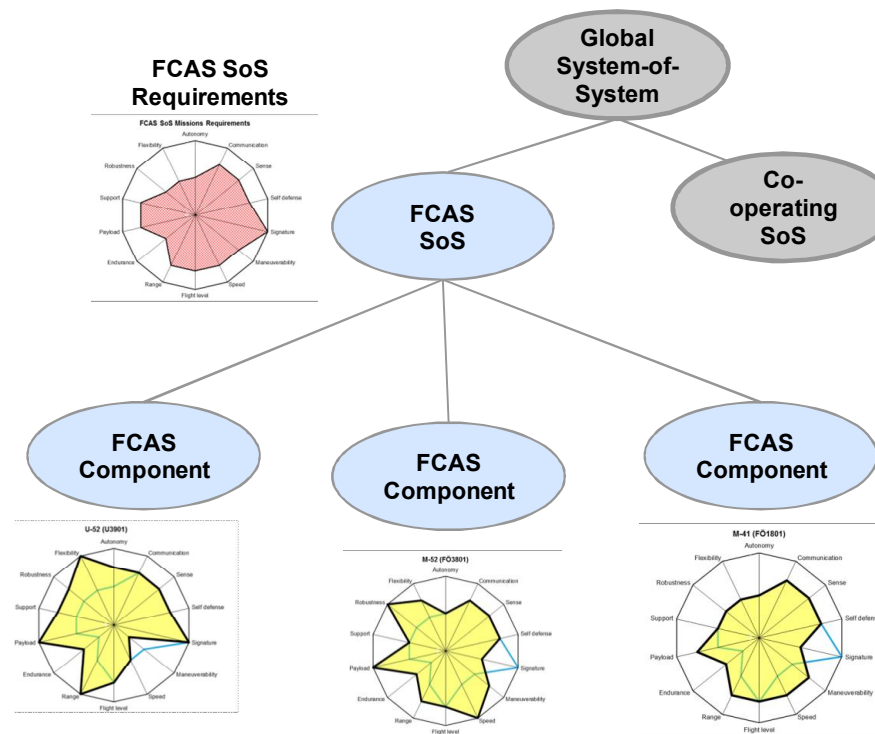 Global
System-of-
System
FCAS SoS
Requirements
FCAS SoS Missions Requirements
Autonomy
Flexibility
Communication
Robustness
Sense
Support
Self defense
Payload
Signature
Endurance
Maneuverability
Range
Speed
Flight level
FCAS
SoS
Co-
operating
SoS
FCAS
Component
FCAS
Component
FCAS
Component
U-52 (U3901)
Autonomy
Flexibility
Communication
Robustness
Sense
Support
Self defense
Payload
Signature
Endurance
Maneuverability
Range
Speed
Flight level
M-52 (FÖ3801)
Autonomy
Flexibility
Communication
Robustness
Sense
Support
Self defense
Payload
Signature
Endurance
Maneuverability
Range
Speed
Flight level
M-41 (FÖ1801)
Autonomy
Flexibility
Communication
Robustness
Sense
Support
Self defense
Payload
Signature
Endurance
Maneuverability
Range
Speed
Flight level